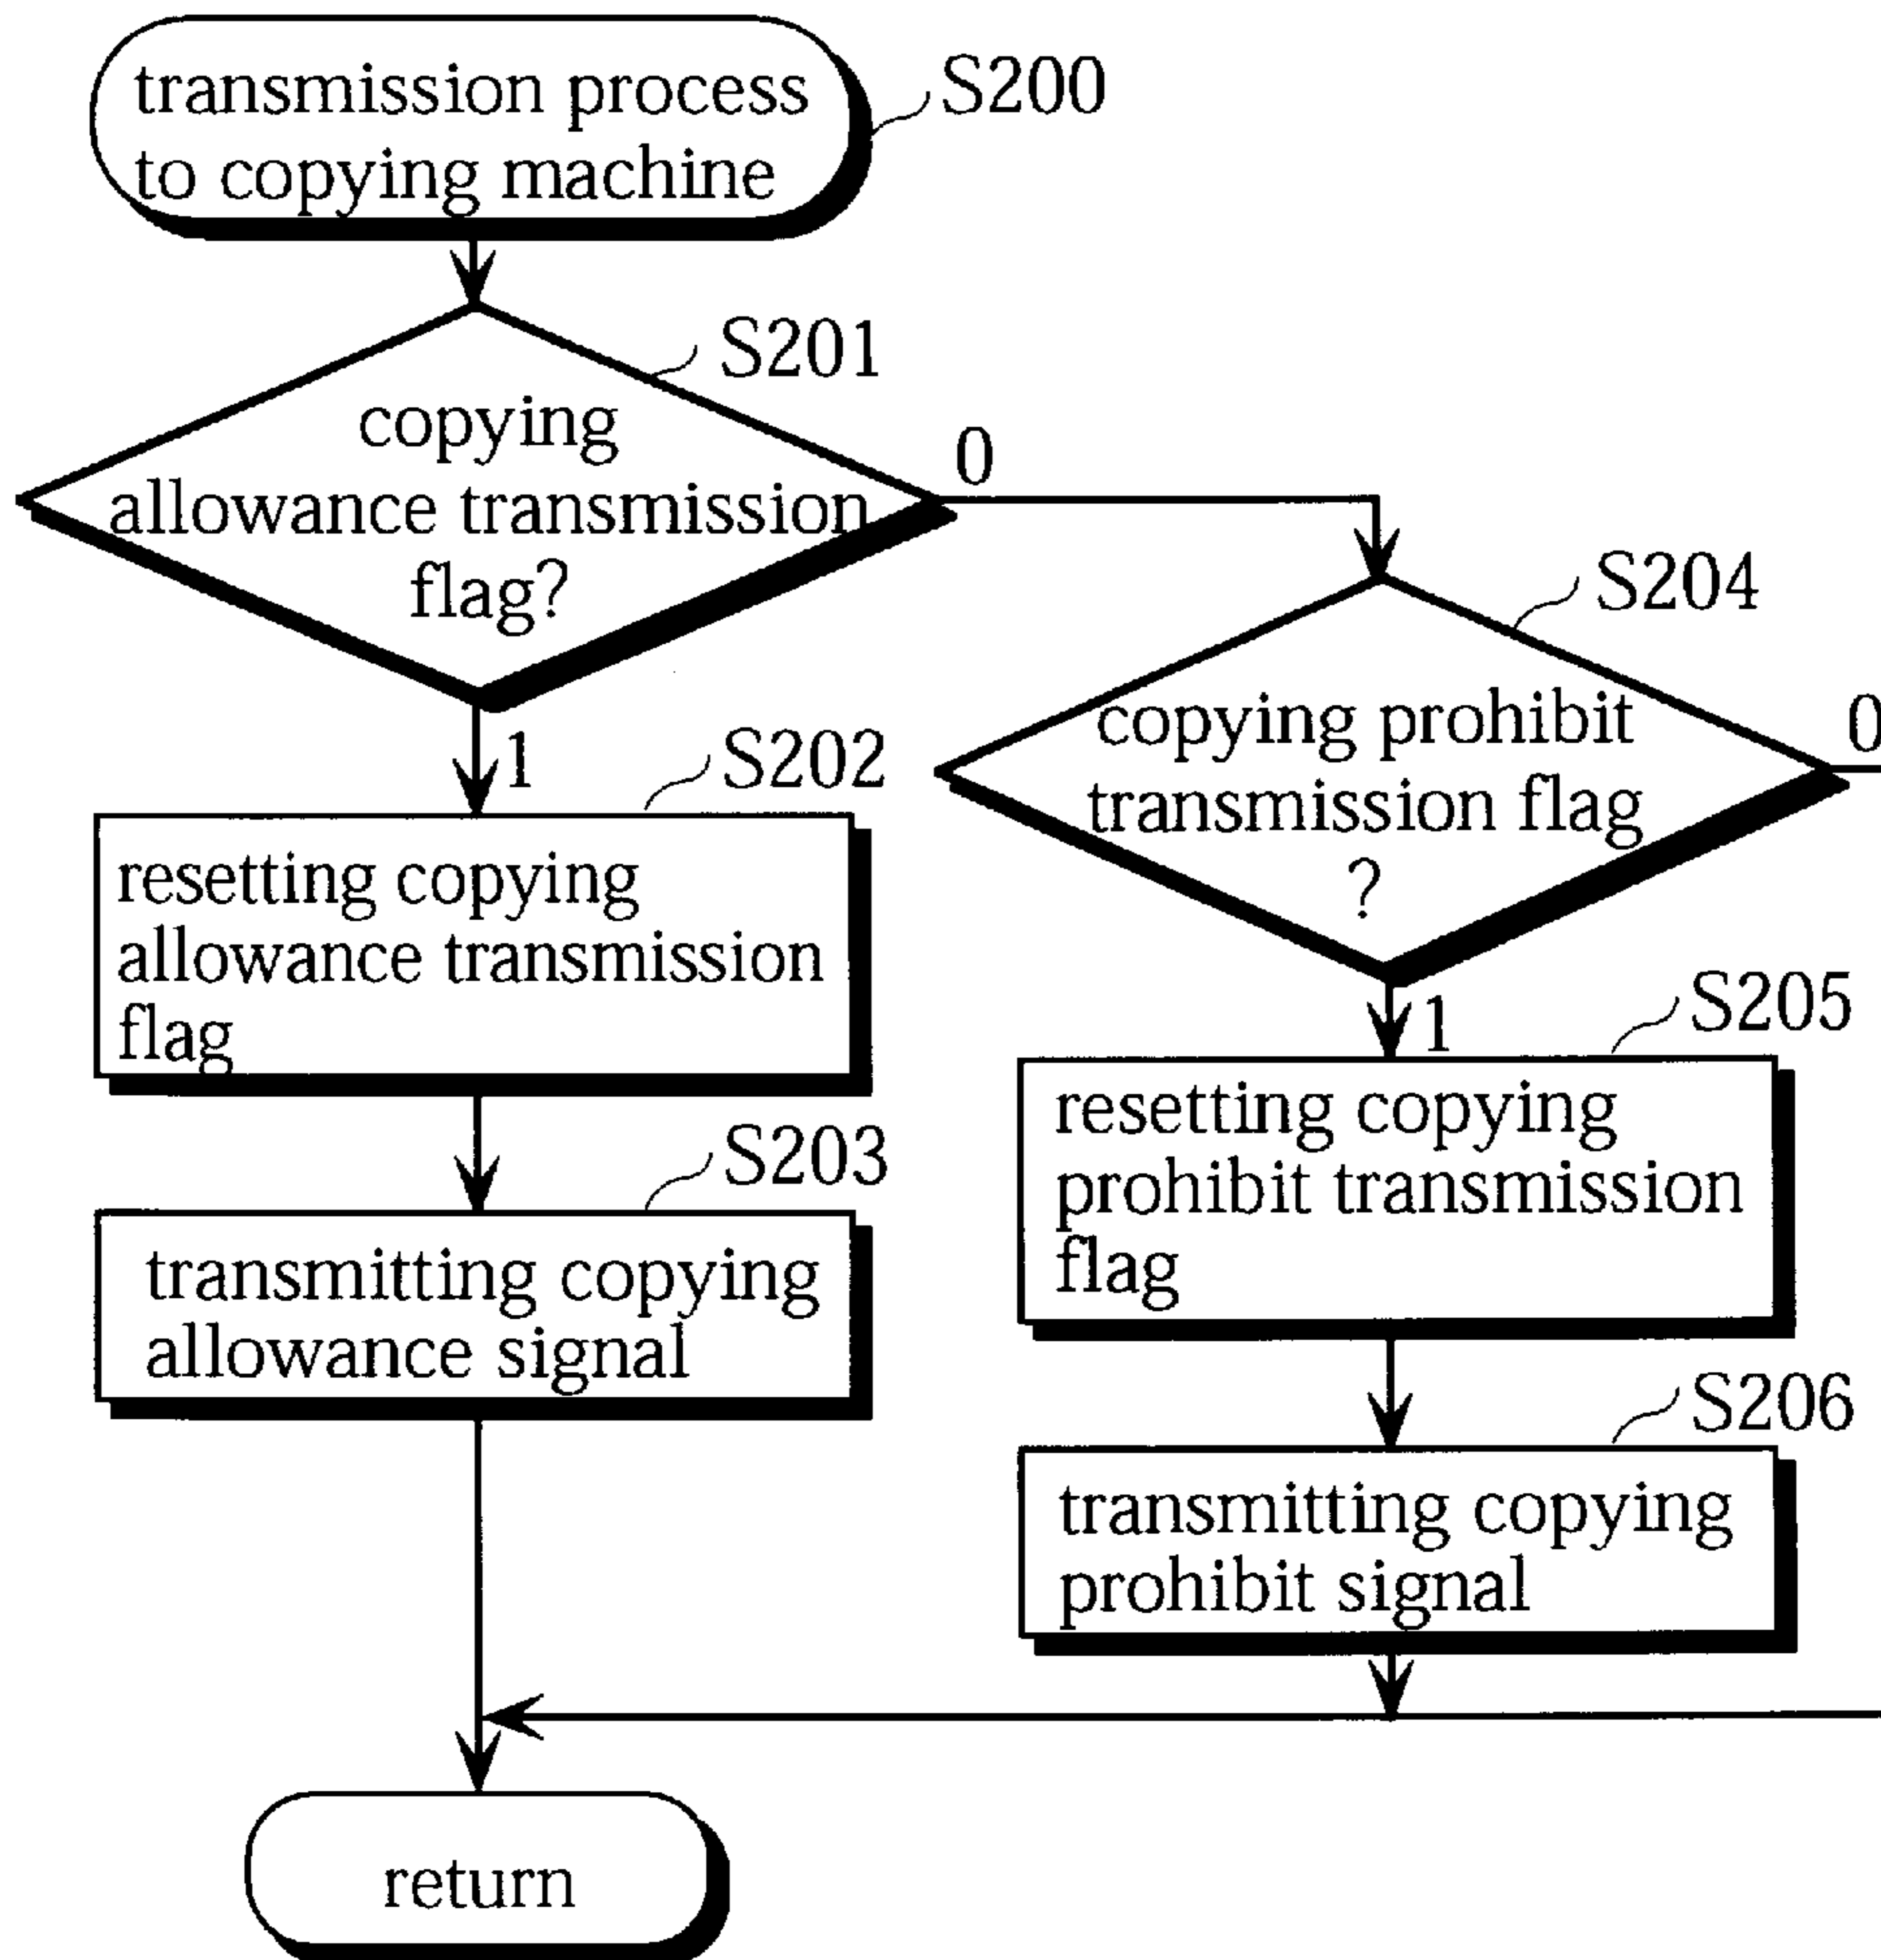 transmission process
to copying machine
S200
S201
copying
allowance transmission
flag?
0
1
S202
resetting copying
allowance transmission
flag
S203
transmitting copying
allowance signal
S204
copying prohibit
transmission flag
?
0
1
S205
resetting copying
prohibit transmission
flag
S206
transmitting copying
prohibit signal
return